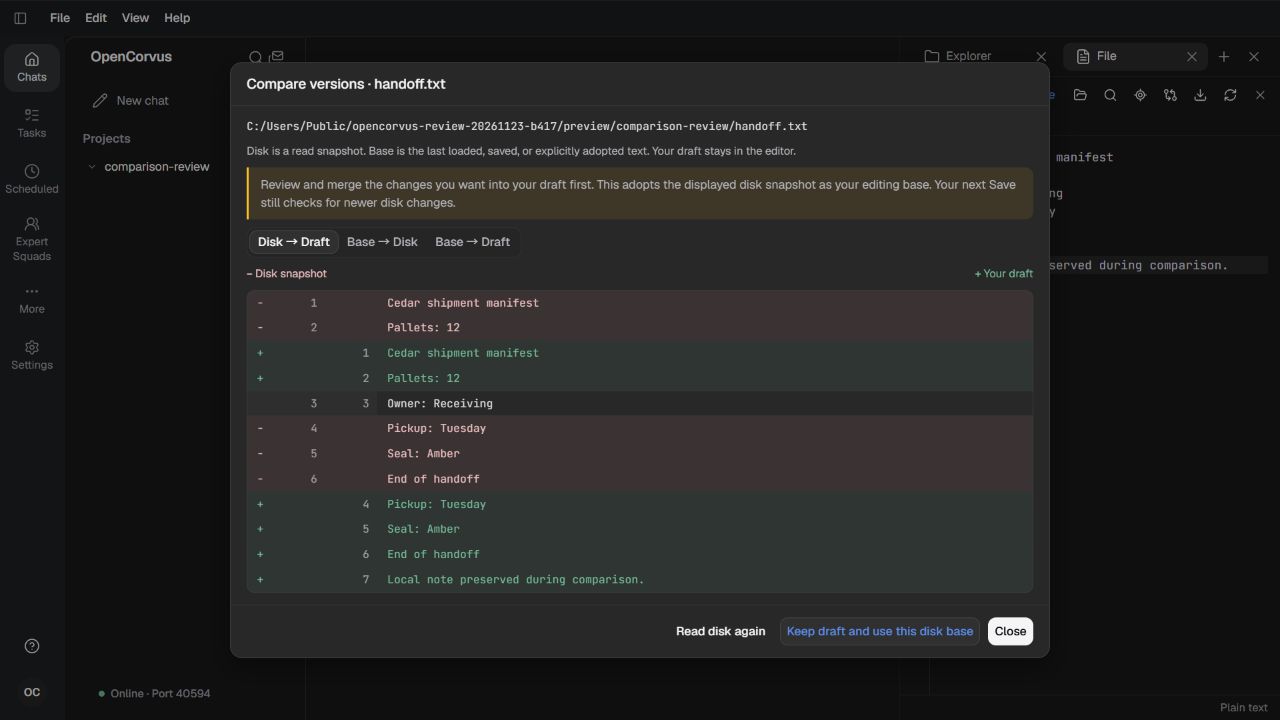 File Edit View Help
OpenCorvus
Chats
New chat
Tasks
Projects
comparison-review
Scheduled
Expert
Squads
More
Settings
OC
Online · Port 40594
Explorer
File
Compare versions · handoff.txt
C:/Users/Public/opencorvus-review-20261123-b417/preview/comparison-review/handoff.txt
Disk is a read snapshot. Base is the last loaded, saved, or explicitly adopted text. Your draft stays in the editor.
Review and merge the changes you want into your draft first. This adopts the displayed disk snapshot as your editing base. Your next Save
still checks for newer disk changes.
Disk → Draft Base → Disk Base → Draft
− Disk snapshot + Your draft
- 1 Cedar shipment manifest
- 2 Pallets: 12
+ 1 Cedar shipment manifest
+ 2 Pallets: 12
3 3 Owner: Receiving
- 4 Pickup: Tuesday
- 5 Seal: Amber
- 6 End of handoff
+ 4 Pickup: Tuesday
+ 5 Seal: Amber
+ 6 End of handoff
+ 7 Local note preserved during comparison.
Read disk again Keep draft and use this disk base Close
manifest
ng
y
served during comparison.
Plain text